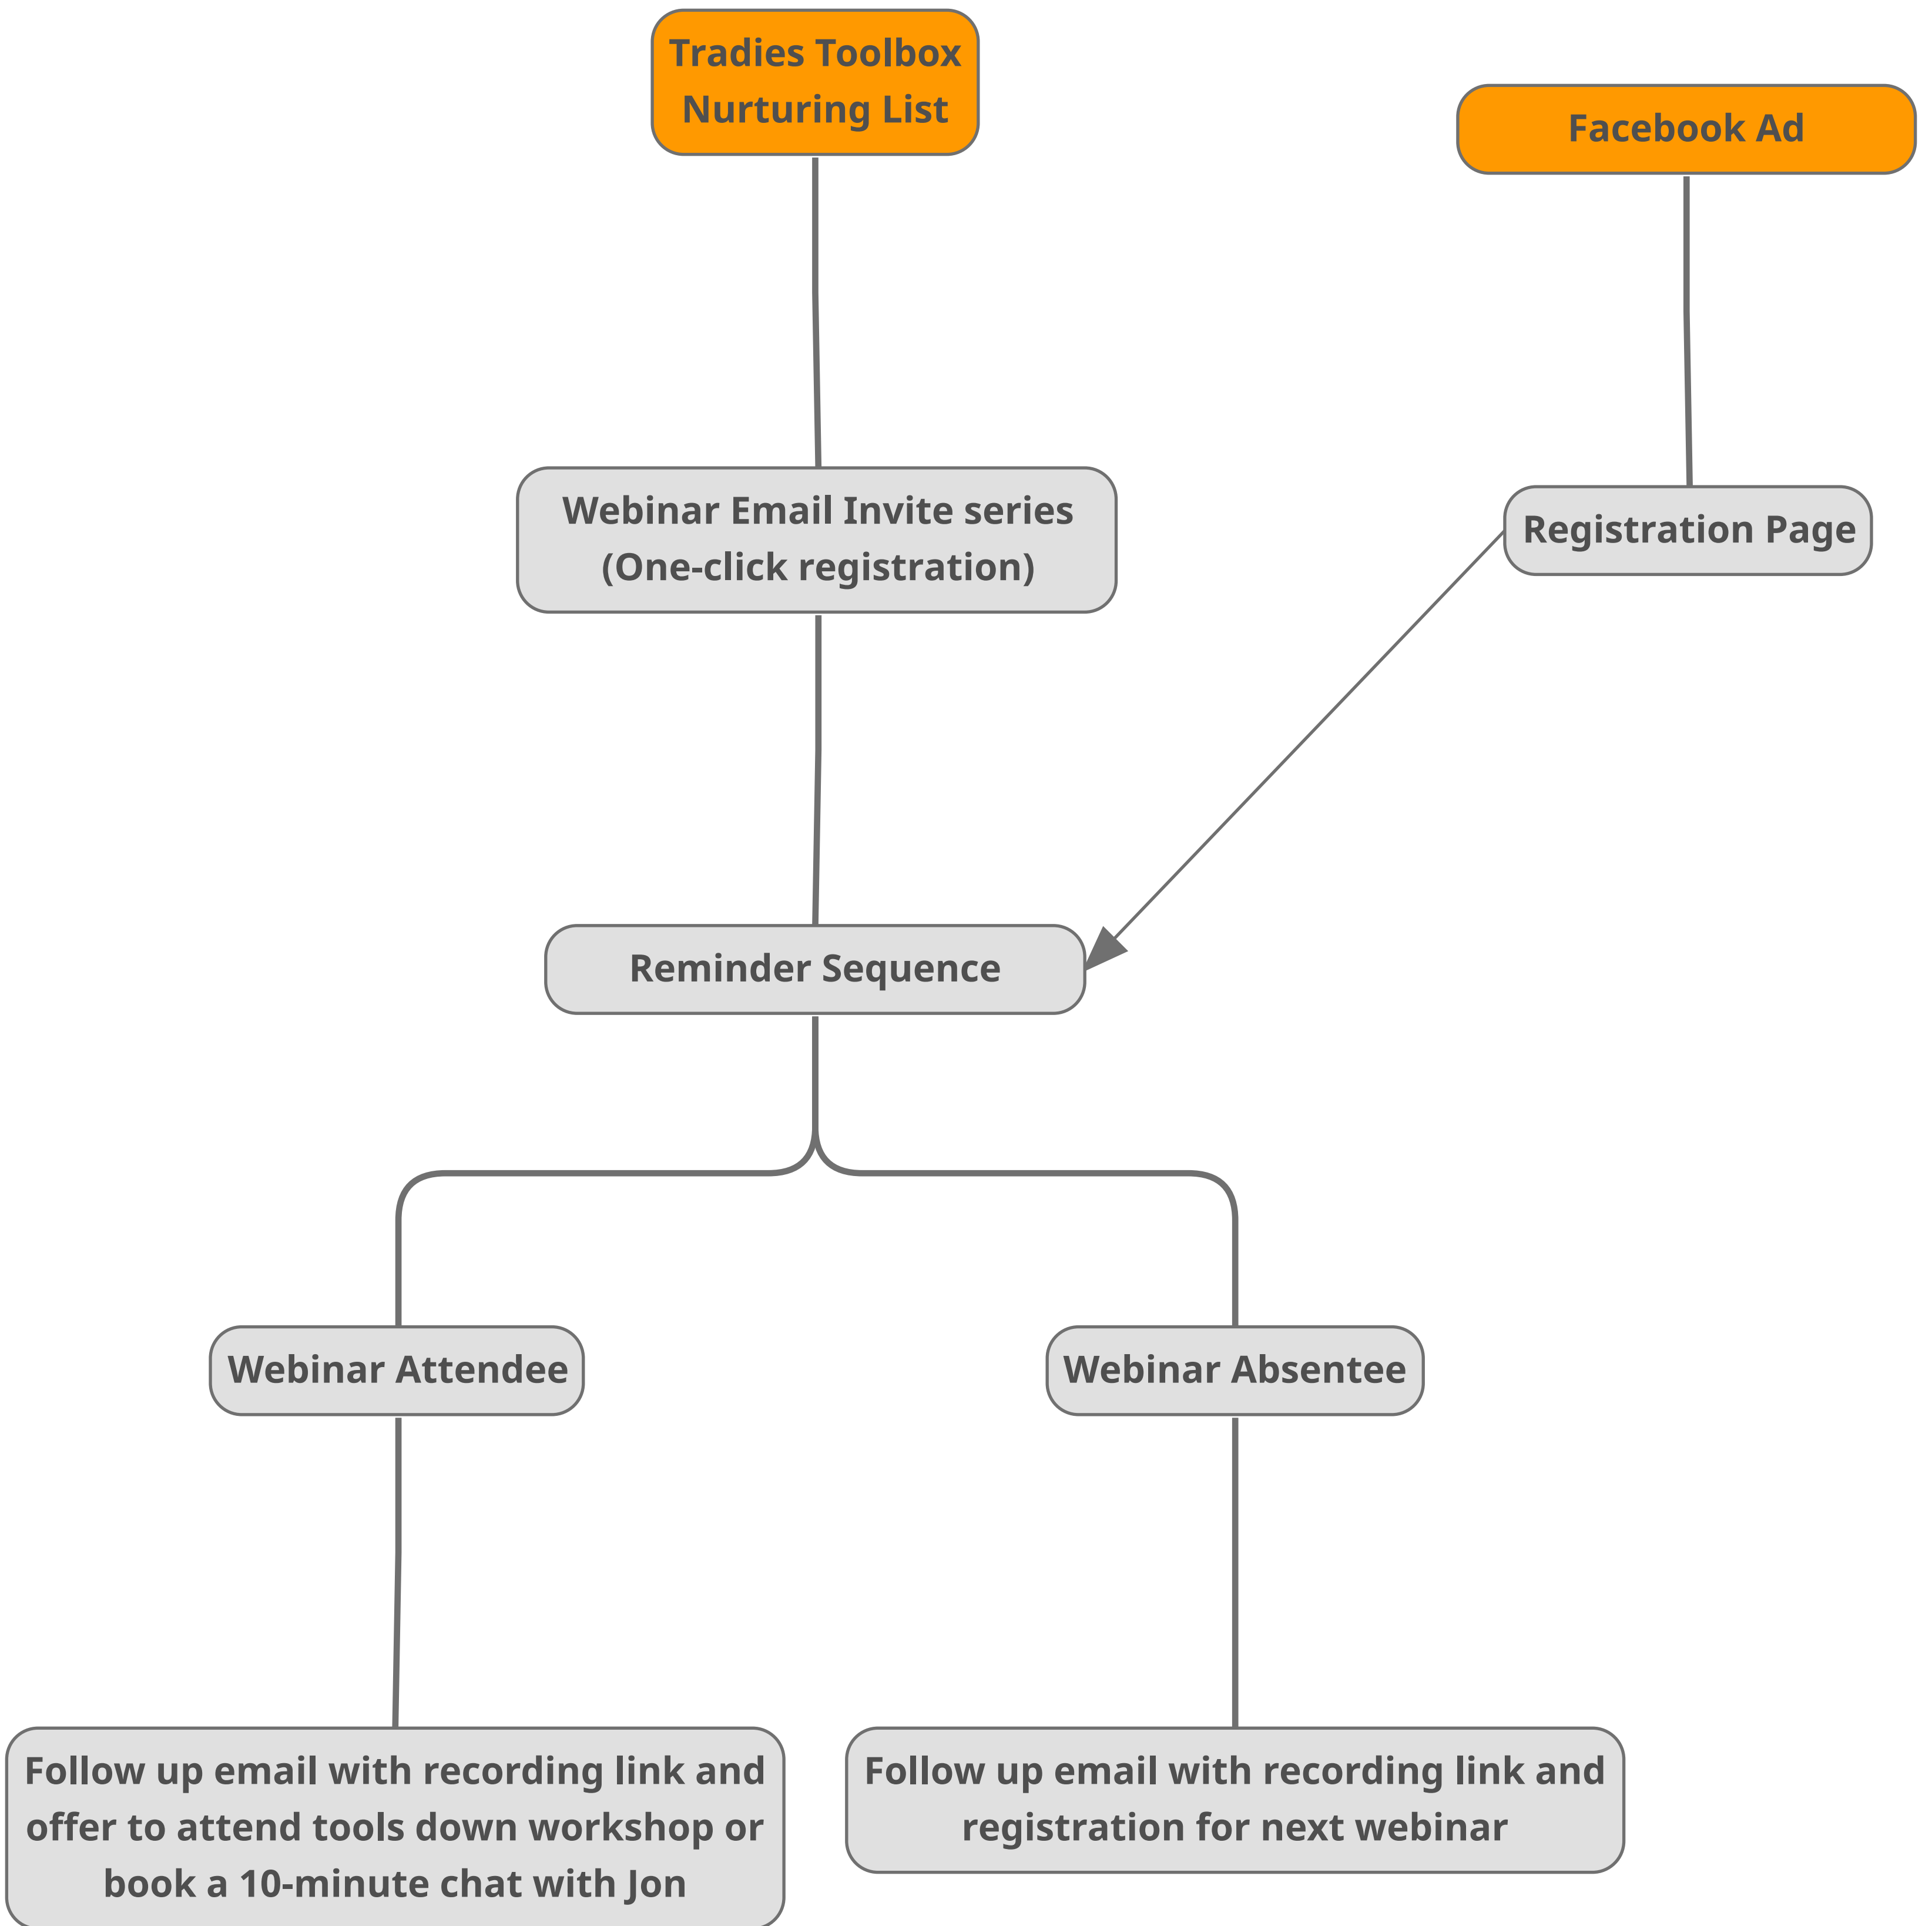 Tradies Toolbox
Nurturing List
Facebook Ad
Webinar Email Invite series
(One-click registration)
Registration Page
Reminder Sequence
Webinar Attendee
Webinar Absentee
Follow up email with recording link and
offer to attend tools down workshop or
book a 10-minute chat with Jon
Follow up email with recording link and
registration for next webinar